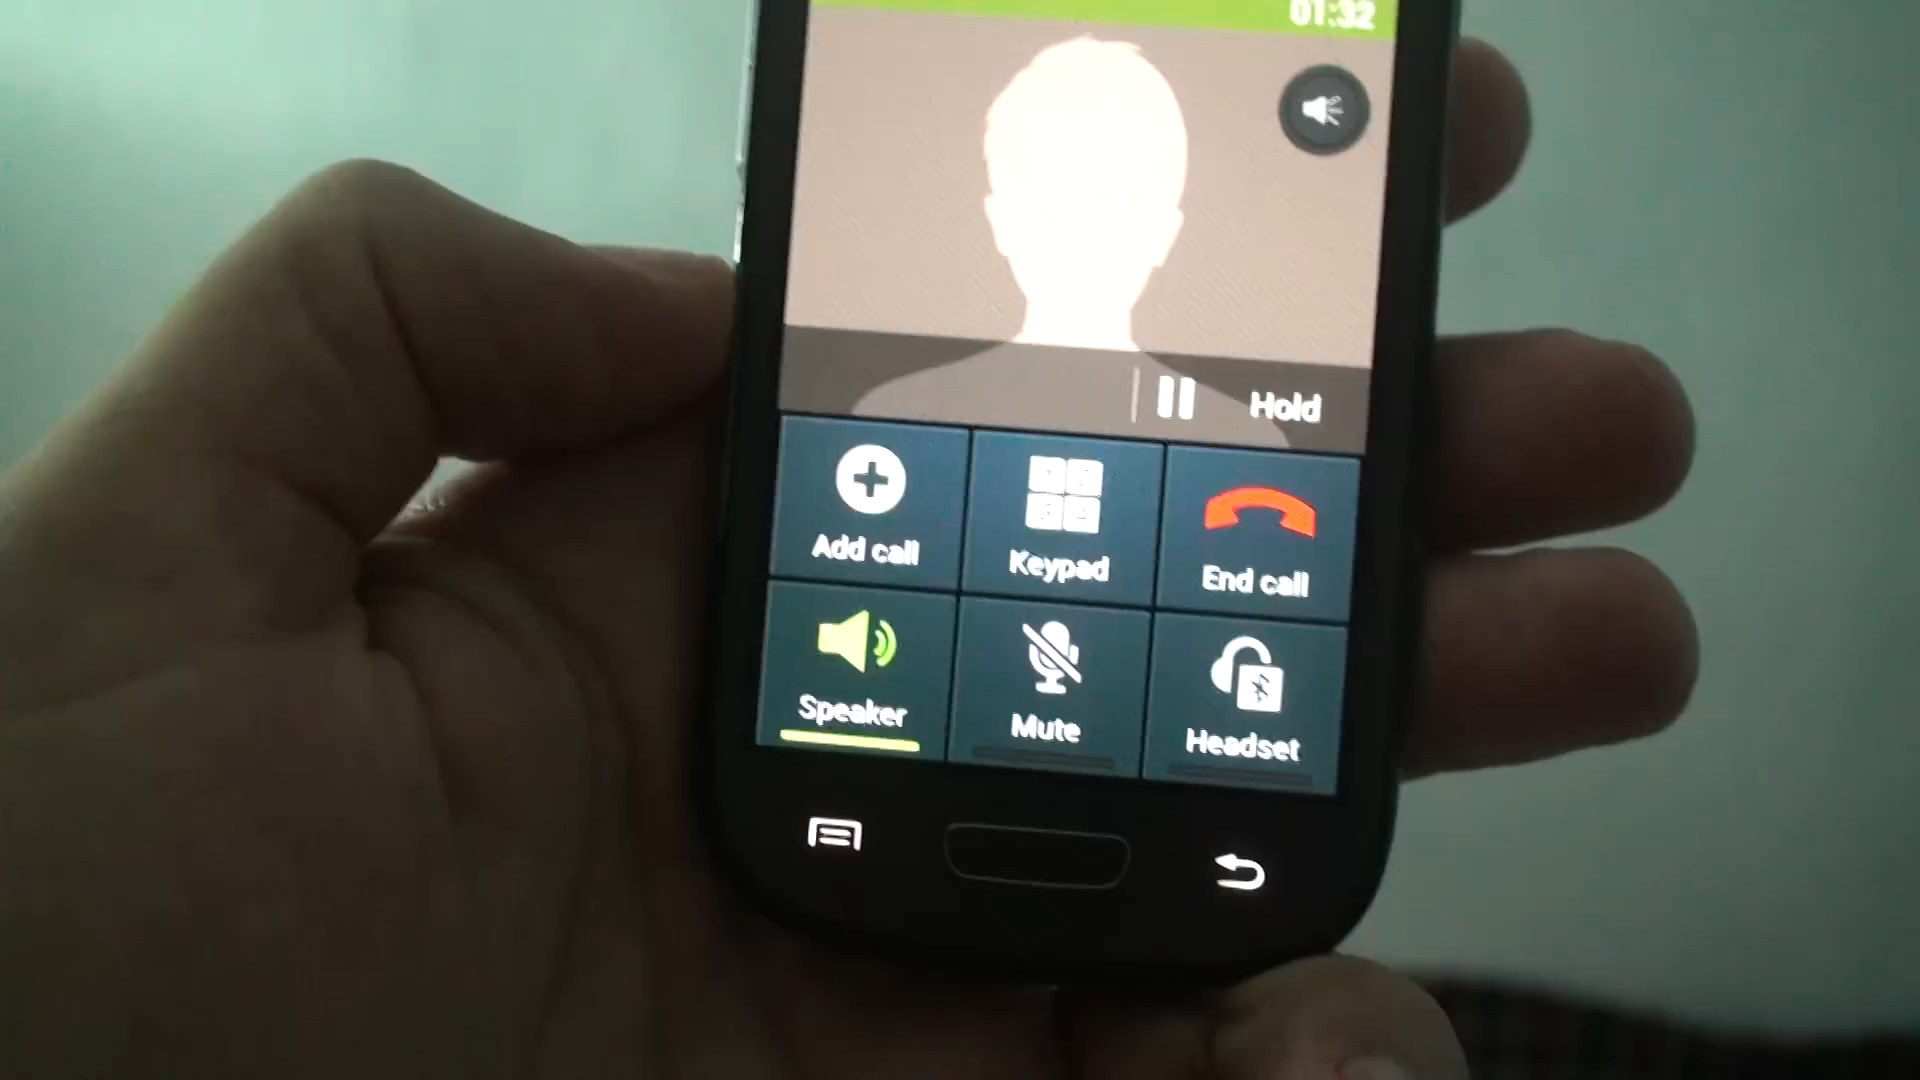 01:32
Hold
Add call
Keypad
End call
Speaker
Mute
Headset